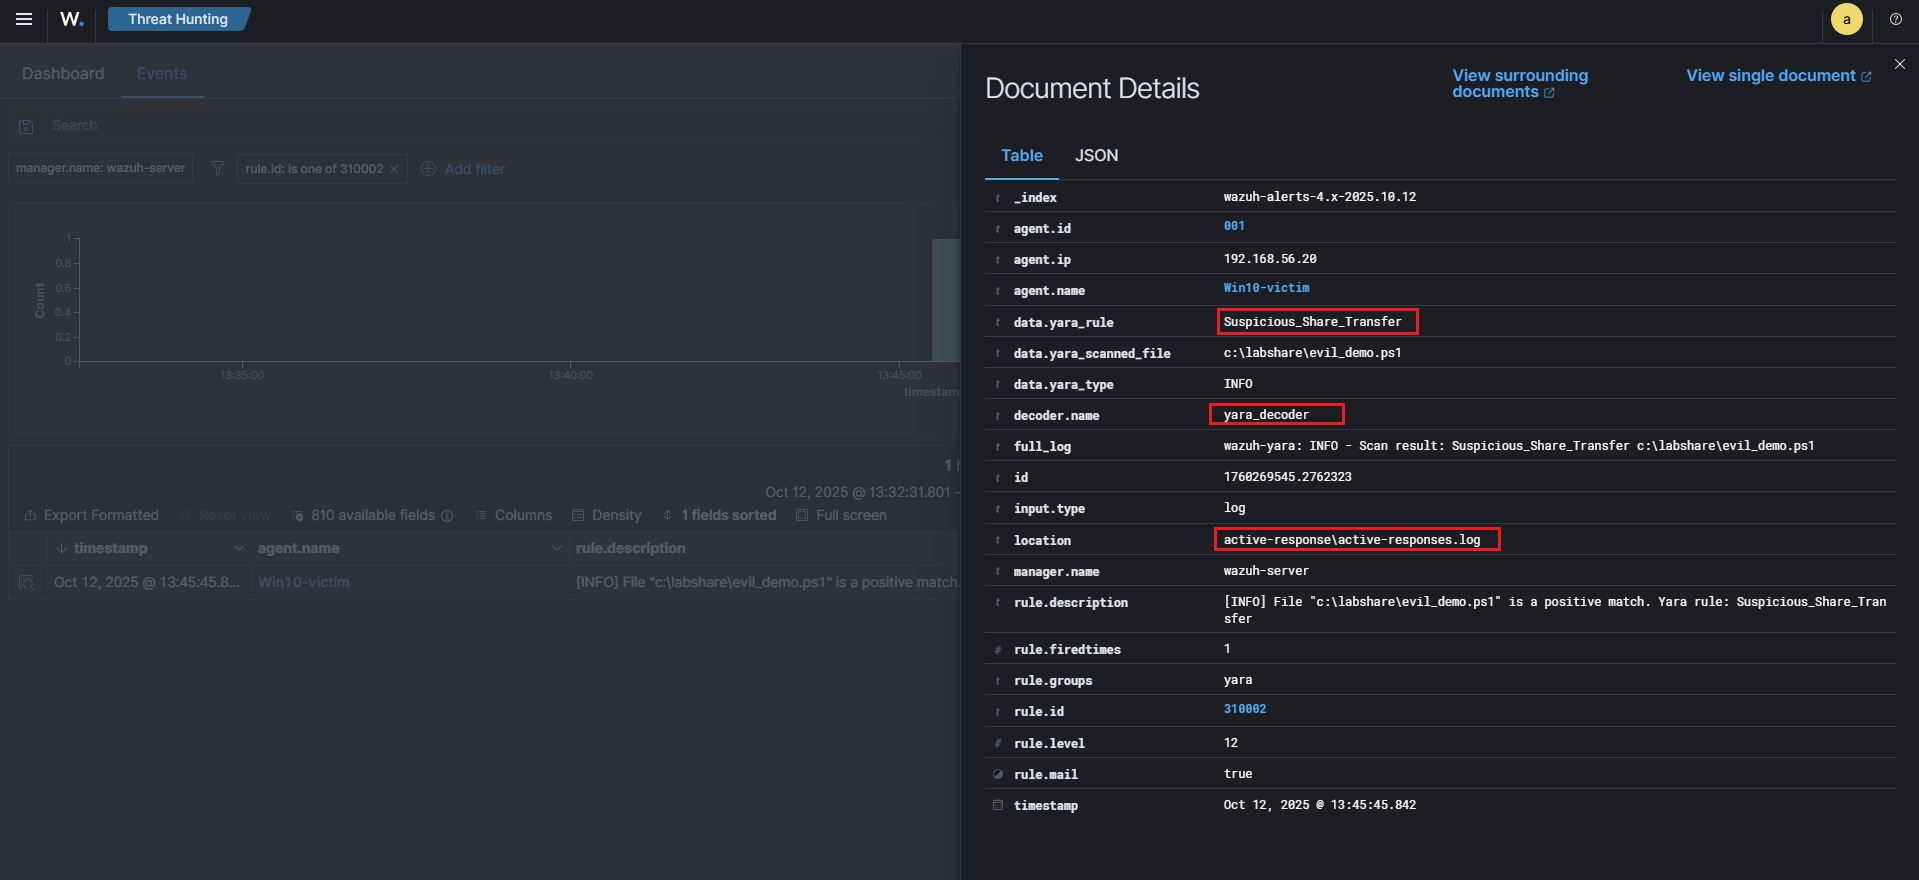 W. Threat Hunting a
Dashboard Events
Search
manager.name: wazuh-server rule.id: is one of 310002 × Add filter
1
0.8
0.6
0.4
0.2
0
Count
13:35:00 13:40:00 13:45:00
timestam
1 h
Oct 12, 2025 @ 13:32:31.801 –
Export Formatted Reset view 810 available fields Columns Density 1 fields sorted Full screen
timestamp agent.name rule.description
Oct 12, 2025 @ 13:45:45.8... Win10-victim [INFO] File "c:\labshare\evil_demo.ps1" is a positive match.
Document Details
View surrounding
documents
View single document
Table JSON
t _index wazuh-alerts-4.x-2025.10.12
t agent.id 001
t agent.ip 192.168.56.20
t agent.name Win10-victim
t data.yara_rule Suspicious_Share_Transfer
t data.yara_scanned_file c:\labshare\evil_demo.ps1
t data.yara_type INFO
t decoder.name yara_decoder
t full_log wazuh-yara: INFO - Scan result: Suspicious_Share_Transfer c:\labshare\evil_demo.ps1
t id 1760269545.2762323
t input.type log
t location active-response\active-responses.log
t manager.name wazuh-server
t rule.description [INFO] File "c:\labshare\evil_demo.ps1" is a positive match. Yara rule: Suspicious_Share_Tran
sfer
# rule.firedtimes 1
t rule.groups yara
t rule.id 310002
# rule.level 12
rule.mail true
timestamp Oct 12, 2025 @ 13:45:45.842